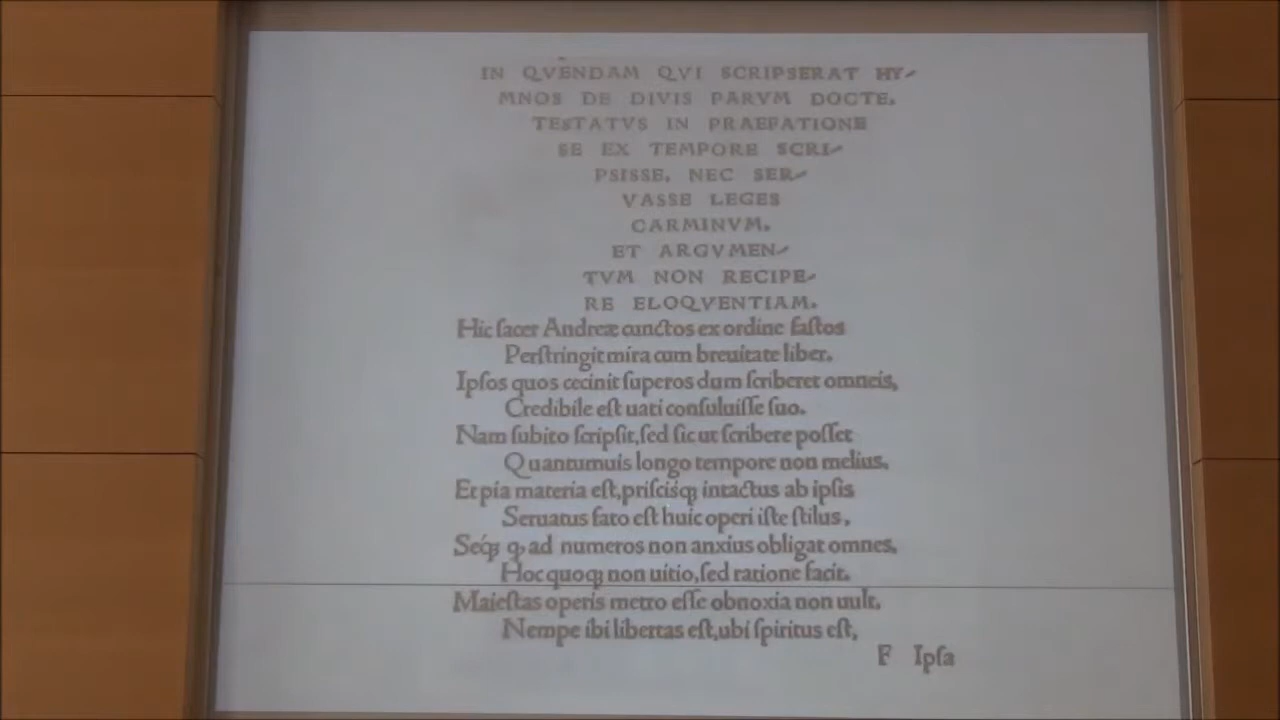 IN QVENDAM QVI SCRIPSERAT HY-
MNOS DE DIVIS PARVM DOCTE.
TESTATVS IN PRAEFATIONE
SE EX TEMPORE SCRI-
PSISSE. NEC SER-
VASSE LEGES
CARMINVM.
ET ARGVMEN-
TVM NON RECIPE-
RE ELOQVENTIAM.
Hic ſacer Andreæ cunctos ex ordine faſtos
Perſtringit mira cum breuitate liber.
Ipſos quos cecinit ſuperos dum ſcriberet omneis,
Credibile eſt uati conſuluiſſe ſuo.
Nam ſubito ſcripſit, ſed ſic ut ſcribere poſſet
Quantumuis longo tempore non melius.
Et pia materia eſt, priſciſqꝫ intactus ab ipſis
Seruatus fato eſt huic operi iſte ſtilus,
Seqꝫ ꝙ ad numeros non anxius obligat omnes,
Hoc quoqꝫ non uitio, ſed ratione facit.
Maieſtas operis metro eſſe obnoxia non uult,
Nempe ibi libertas eſt, ubi ſpiritus eſt,
F Ipſa